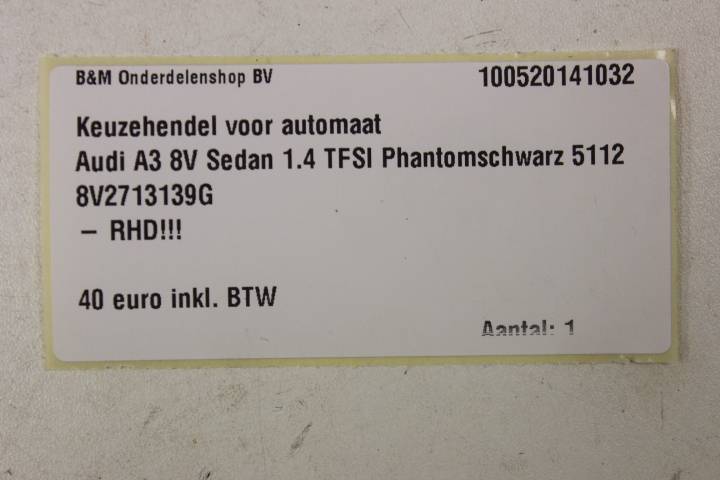 B&M Onderdelenshop BV 100520141032
Keuzehendel voor automaat
Audi A3 8V Sedan 1.4 TFSI Phantomschwarz 5112
8V2713139G
– RHD!!!
40 euro inkl. BTW
Aantal: 1